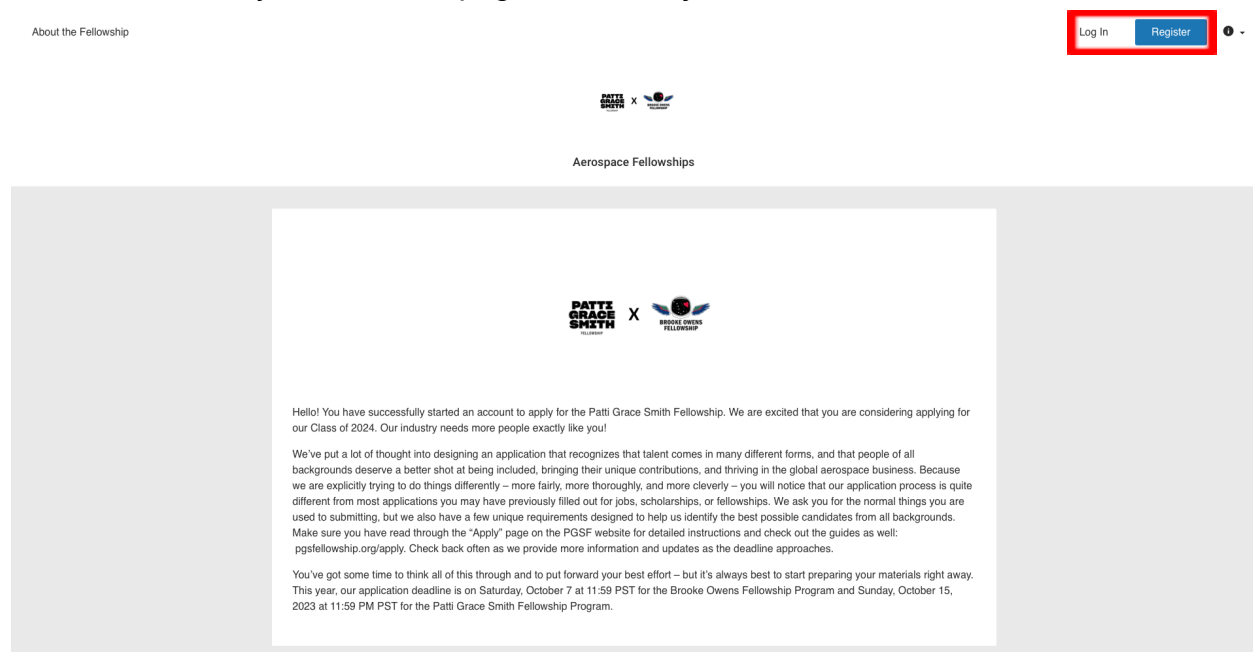 About the Fellowship
Log In
Register
PATTI
GRACE
SMITH
X
Aerospace Fellowships
PATTI
GRACE
SMITH
FELLOWSHIP
X
BROOKE OWENS
FELLOWSHIP
Hello! You have successfully started an account to apply for the Patti Grace Smith Fellowship. We are excited that you are considering applying for
our Class of 2024. Our industry needs more people exactly like you!
We've put a lot of thought into designing an application that recognizes that talent comes in many different forms, and that people of all
backgrounds deserve a better shot at being included, bringing their unique contributions, and thriving in the global aerospace business. Because
we are explicitly trying to do things differently – more fairly, more thoroughly, and more cleverly – you will notice that our application process is quite
different from most applications you may have previously filled out for jobs, scholarships, or fellowships. We ask you for the normal things you are
used to submitting, but we also have a few unique requirements designed to help us identify the best possible candidates from all backgrounds.
Make sure you have read through the “Apply” page on the PGSF website for detailed instructions and check out the guides as well:
pgsfellowship.org/apply. Check back often as we provide more information and updates as the deadline approaches.
You've got some time to think all of this through and to put forward your best effort – but it's always best to start preparing your materials right away.
This year, our application deadline is on Saturday, October 7 at 11:59 PST for the Brooke Owens Fellowship Program and Sunday, October 15,
2023 at 11:59 PM PST for the Patti Grace Smith Fellowship Program.